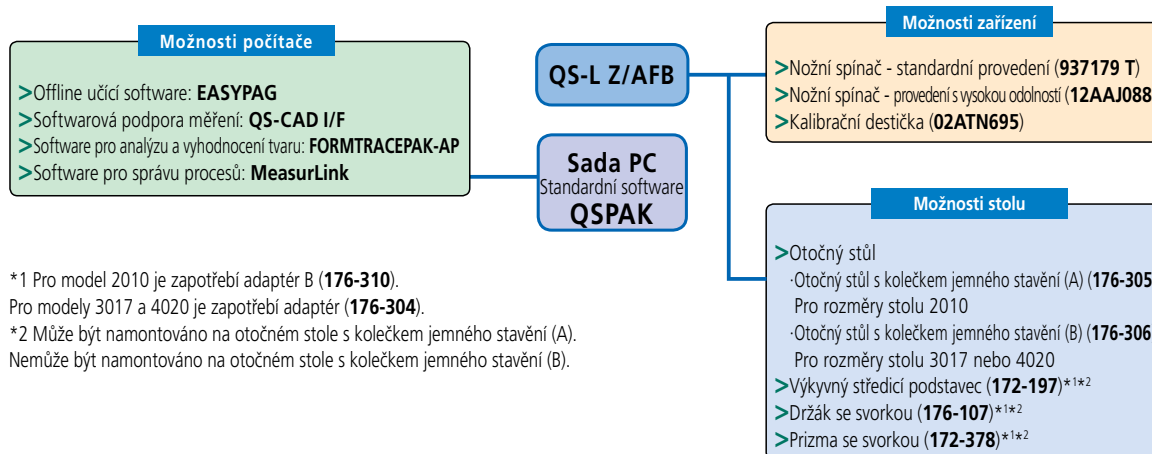 Možnosti počítače
>Offline učící software: EASYPAG
>Softwarová podpora měření: QS-CAD I/F
>Software pro analýzu a vyhodnocení tvaru: FORMTRACEPAK-AP
>Software pro správu procesů: MeasurLink
QS-L Z/AFB
Sada PC
Standardní software
QSPAK
Možnosti zařízení
>Nožní spínač - standardní provedení (937179 T)
>Nožní spínač - provedení s vysokou odolností (12AAJ088
>Kalibrační destička (02ATN695)
Možnosti stolu
>Otočný stůl
·Otočný stůl s kolečkem jemného stavění (A) (176-305
Pro rozměry stolu 2010
·Otočný stůl s kolečkem jemného stavění (B) (176-306
Pro rozměry stolu 3017 nebo 4020
>Výkyvný středicí podstavec (172-197)*1*2
>Držák se svorkou (176-107)*1*2
>Prizma se svorkou (172-378)*1*2
*1 Pro model 2010 je zapotřebí adaptér B (176-310).
Pro modely 3017 a 4020 je zapotřebí adaptér (176-304).
*2 Může být namontováno na otočném stole s kolečkem jemného stavění (A).
Nemůže být namontováno na otočném stole s kolečkem jemného stavění (B).